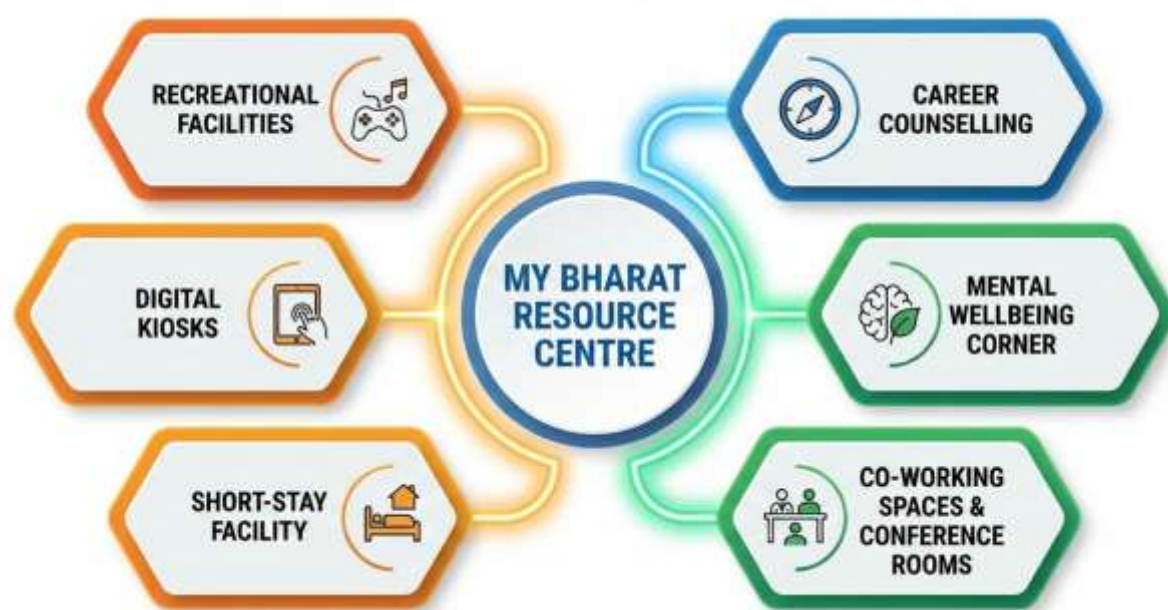 RECREATIONAL
FACILITIES
DIGITAL
KIOSKS
SHORT-STAY
FACILITY
MY BHARAT
RESOURCE
CENTRE
CAREER
COUNSELLING
MENTAL
WELLBEING
CORNER
CO-WORKING
SPACES &
CONFERENCE
ROOMS